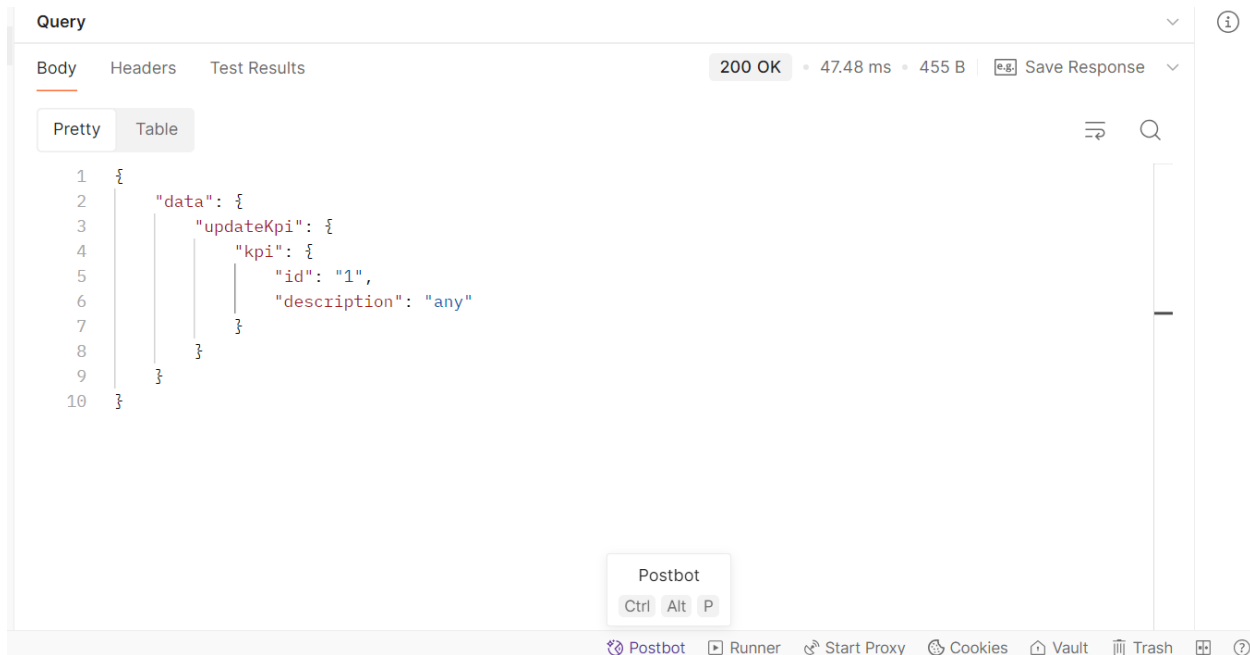 Query
Body Headers Test Results 200 OK 47.48 ms 455 B e.g. Save Response
Pretty Table
1 {
2 "data": {
3 "updateKpi": {
4 "kpi": {
5 "id": "1",
6 "description": "any"
7 }
8 }
9 }
10 }
Postbot
Ctrl Alt P
Postbot Runner Start Proxy Cookies Vault Trash